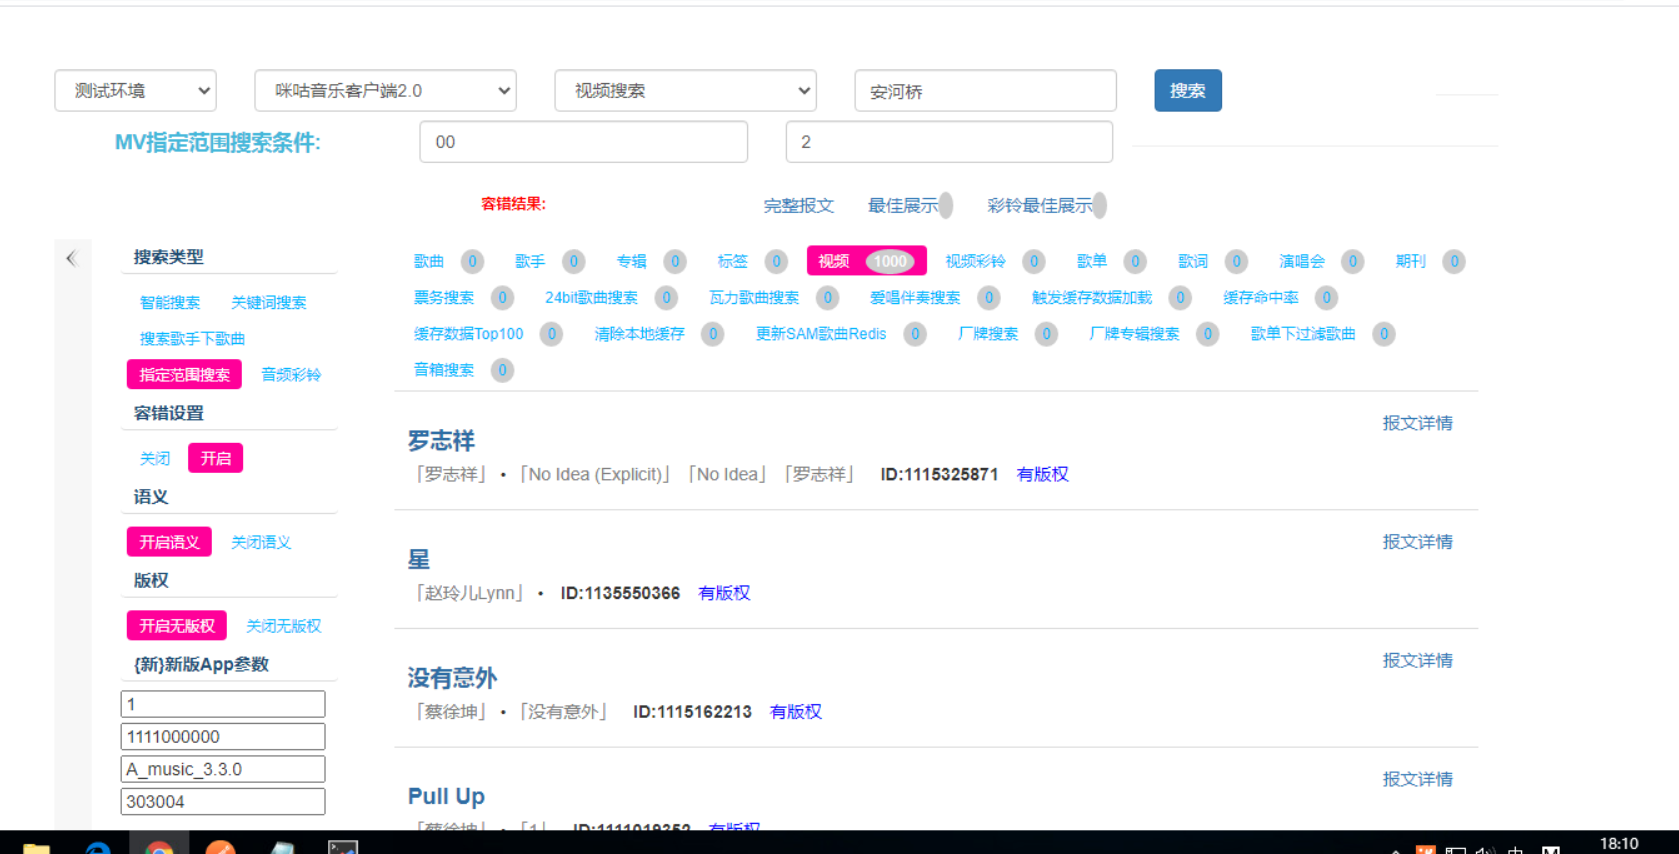 测试环境 咪咕音乐客户端2.0 视频搜索 安河桥 搜索
MV指定范围搜索条件: 00 2
容错结果: 完整报文 最佳展示 彩铃最佳展示
搜索类型
智能搜索 关键词搜索
搜索歌手下歌曲
指定范围搜索 音频彩铃
容错设置
关闭 开启
语义
开启语义 关闭语义
版权
开启无版权 关闭无版权
{新}新版App参数
1
1111000000
A_music_3.3.0
303004
歌曲 0 歌手 0 专辑 0 标签 0 视频 1000 视频彩铃 0 歌单 0 歌词 0 演唱会 0 期刊 0
票务搜索 0 24bit歌曲搜索 0 瓦力歌曲搜索 0 爱唱伴奏搜索 0 触发缓存数据加载 0 缓存命中率 0
缓存数据Top100 0 清除本地缓存 0 更新SAM歌曲Redis 0 厂牌搜索 0 厂牌专辑搜索 0 歌单下过滤歌曲 0
音箱搜索 0
报文详情
罗志祥
「罗志祥」 • 「No Idea (Explicit)」「No Idea」「罗志祥」 ID:1115325871 有版权
报文详情
星
「赵玲儿Lynn」 • ID:1135550366 有版权
报文详情
没有意外
「蔡徐坤」 • 「没有意外」 ID:1115162213 有版权
报文详情
Pull Up
「蔡徐坤」 • 「1」 ID:1111019352 有版权
中 M 18:10